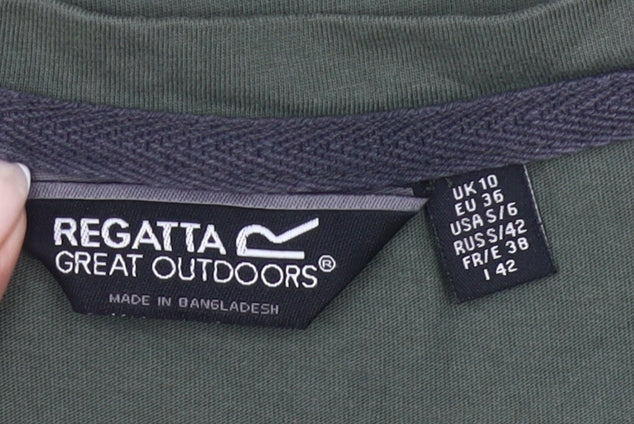 REGATTA
GREAT OUTDOORS®
MADE IN BANGLADESH
UK 10
EU 36
USA S/6
RUS S/42
FR/E 38
I 42